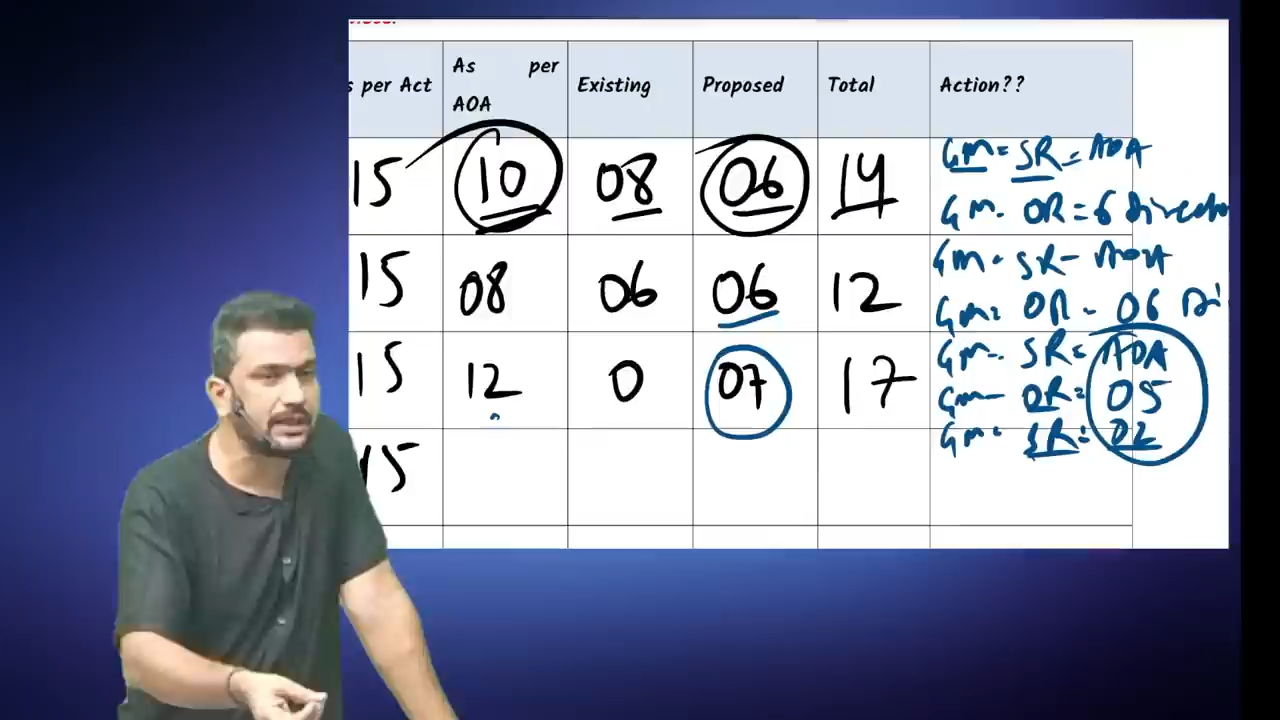 s per Act As per AOA Existing Proposed Total Action??
15 10 08 06 14 GM= SR= AOA
GM- OR= 6 Directo
15 08 06 06 12 GM- SR- AOA
GM= OR- 06 Di
15 12 0 07 17 GM- SR= AOA
GM- OR= 05
GM= SR= 02
15